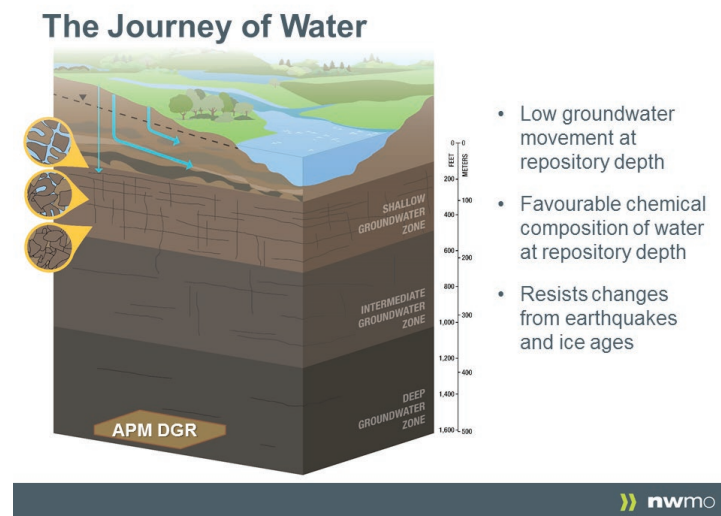 The Journey of Water
• Low groundwater
movement at
repository depth
• Favourable chemical
composition of water
at repository depth
• Resists changes
from earthquakes
and ice ages
FEET
METERS
0 0
200
100
400
600
200
800
300
1,000
1,200
400
1,400
1,600 500
SHALLOW
GROUNDWATER
ZONE
INTERMEDIATE
GROUNDWATER
ZONE
DEEP
GROUNDWATER
ZONE
APM DGR
nwmo